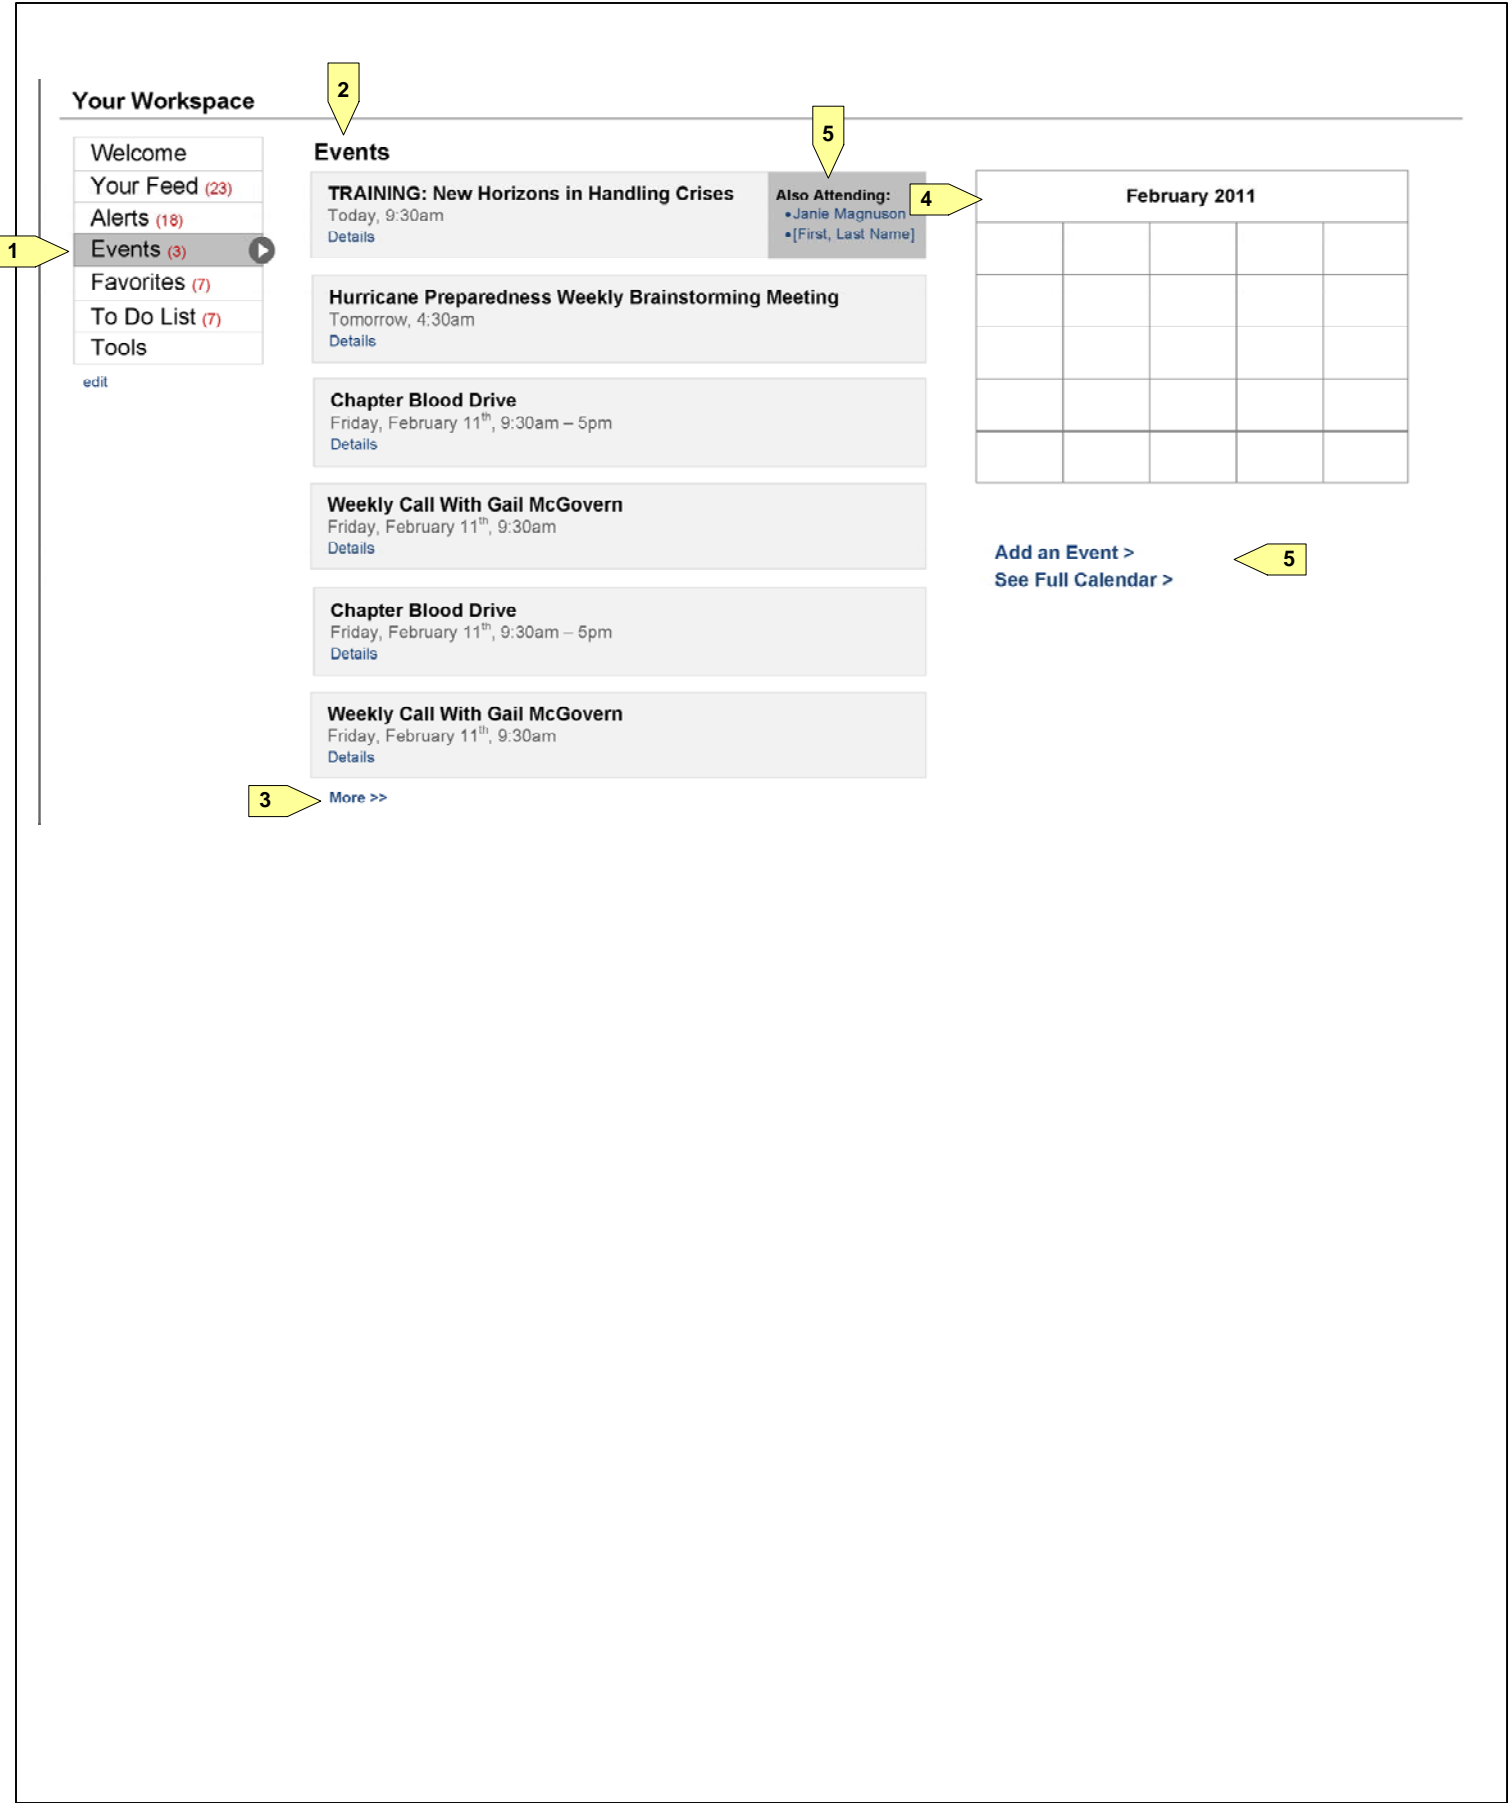 2
Your Workspace
5
Welcome
Your Feed (23)
Alerts (18)
1
Events (3)
Favorites (7)
To Do List (7)
Tools
edit
Events
TRAINING: New Horizons in Handling Crises
Today, 9:30am
Details
Also Attending:
•Janie Magnuson
•[First, Last Name]
4
February 2011
Hurricane Preparedness Weekly Brainstorming Meeting
Tomorrow, 4:30am
Details
Chapter Blood Drive
Friday, February 11th, 9:30am – 5pm
Details
Weekly Call With Gail McGovern
Friday, February 11th, 9:30am
Details
Add an Event >
See Full Calendar >
5
Chapter Blood Drive
Friday, February 11th, 9:30am – 5pm
Details
Weekly Call With Gail McGovern
Friday, February 11th, 9:30am
Details
3
More >>